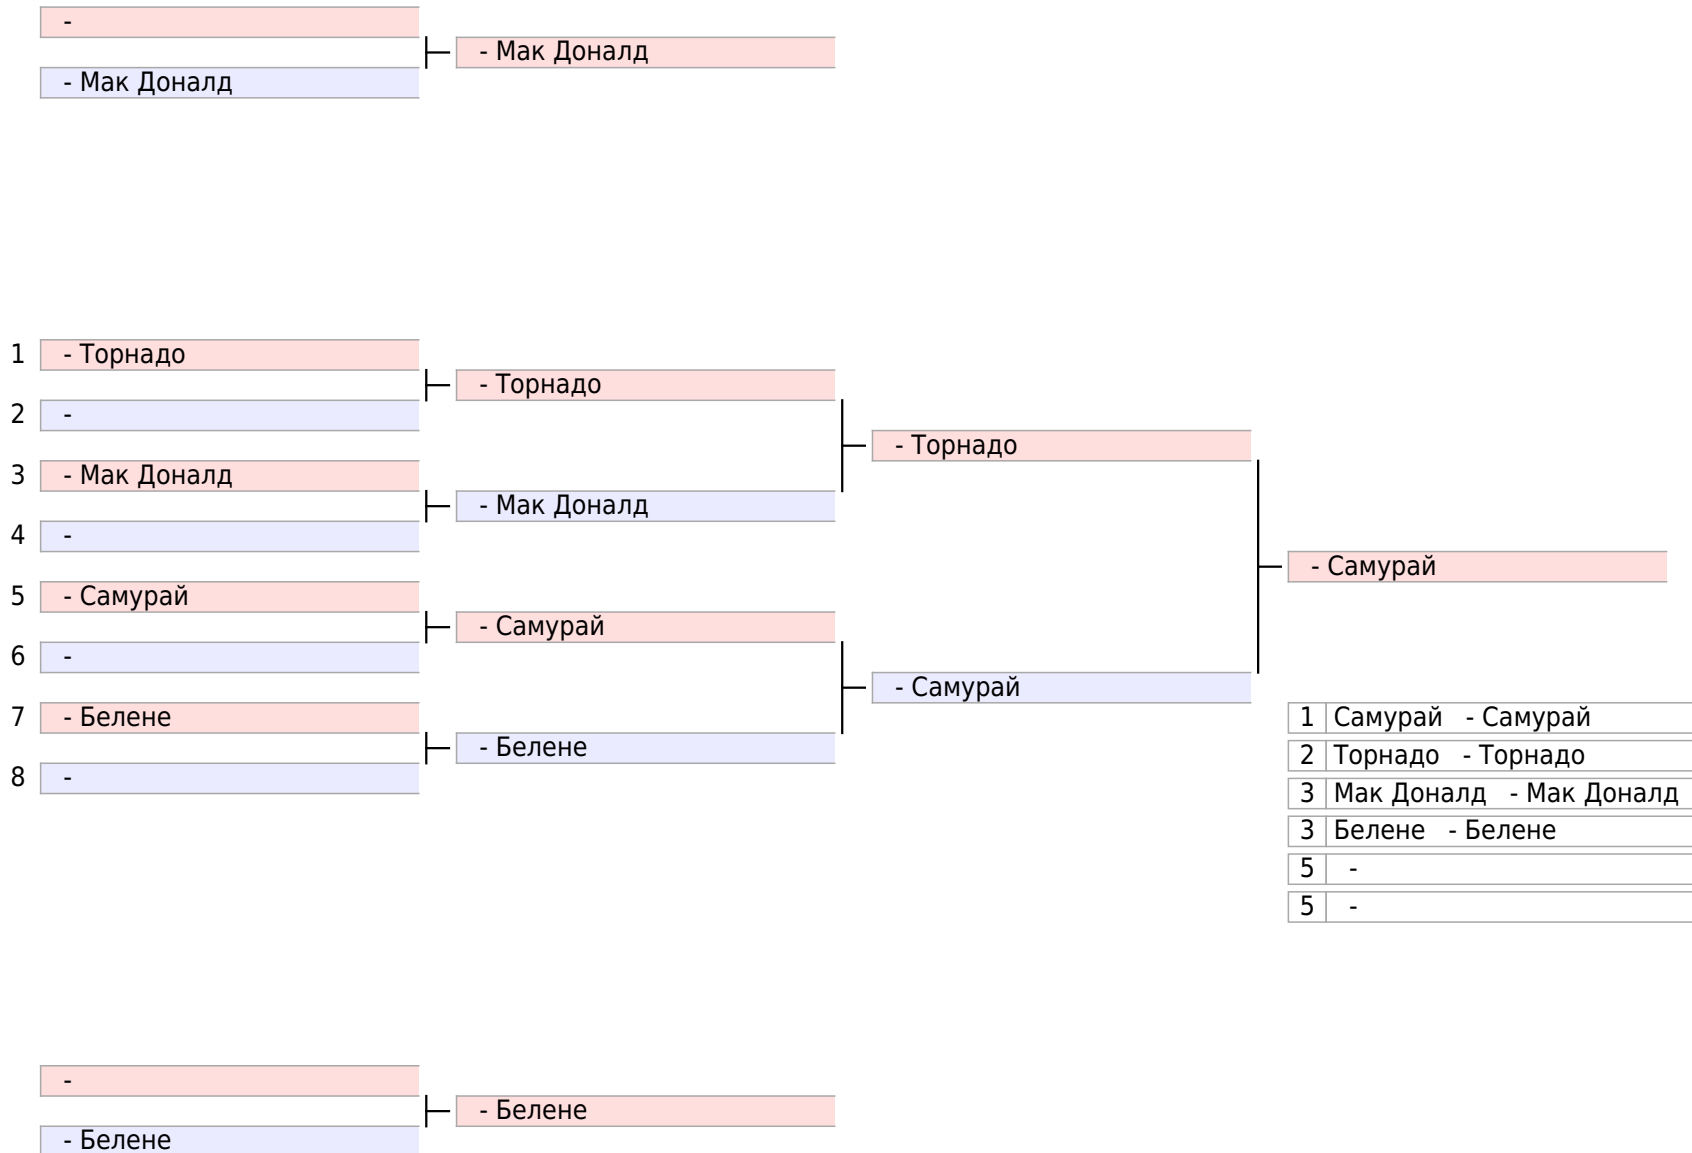 -
- Мак Доналд
- Мак Доналд
1 - Торнадо
- Торнадо
2 -
- Торнадо
3 - Мак Доналд
- Мак Доналд
4 -
- Самурай
5 - Самурай
- Самурай
6 -
- Самурай
7 - Белене
1 Самурай - Самурай
- Белене
2 Торнадо - Торнадо
8 -
3 Мак Доналд - Мак Доналд
3 Белене - Белене
5 -
5 -
-
- Белене
- Белене